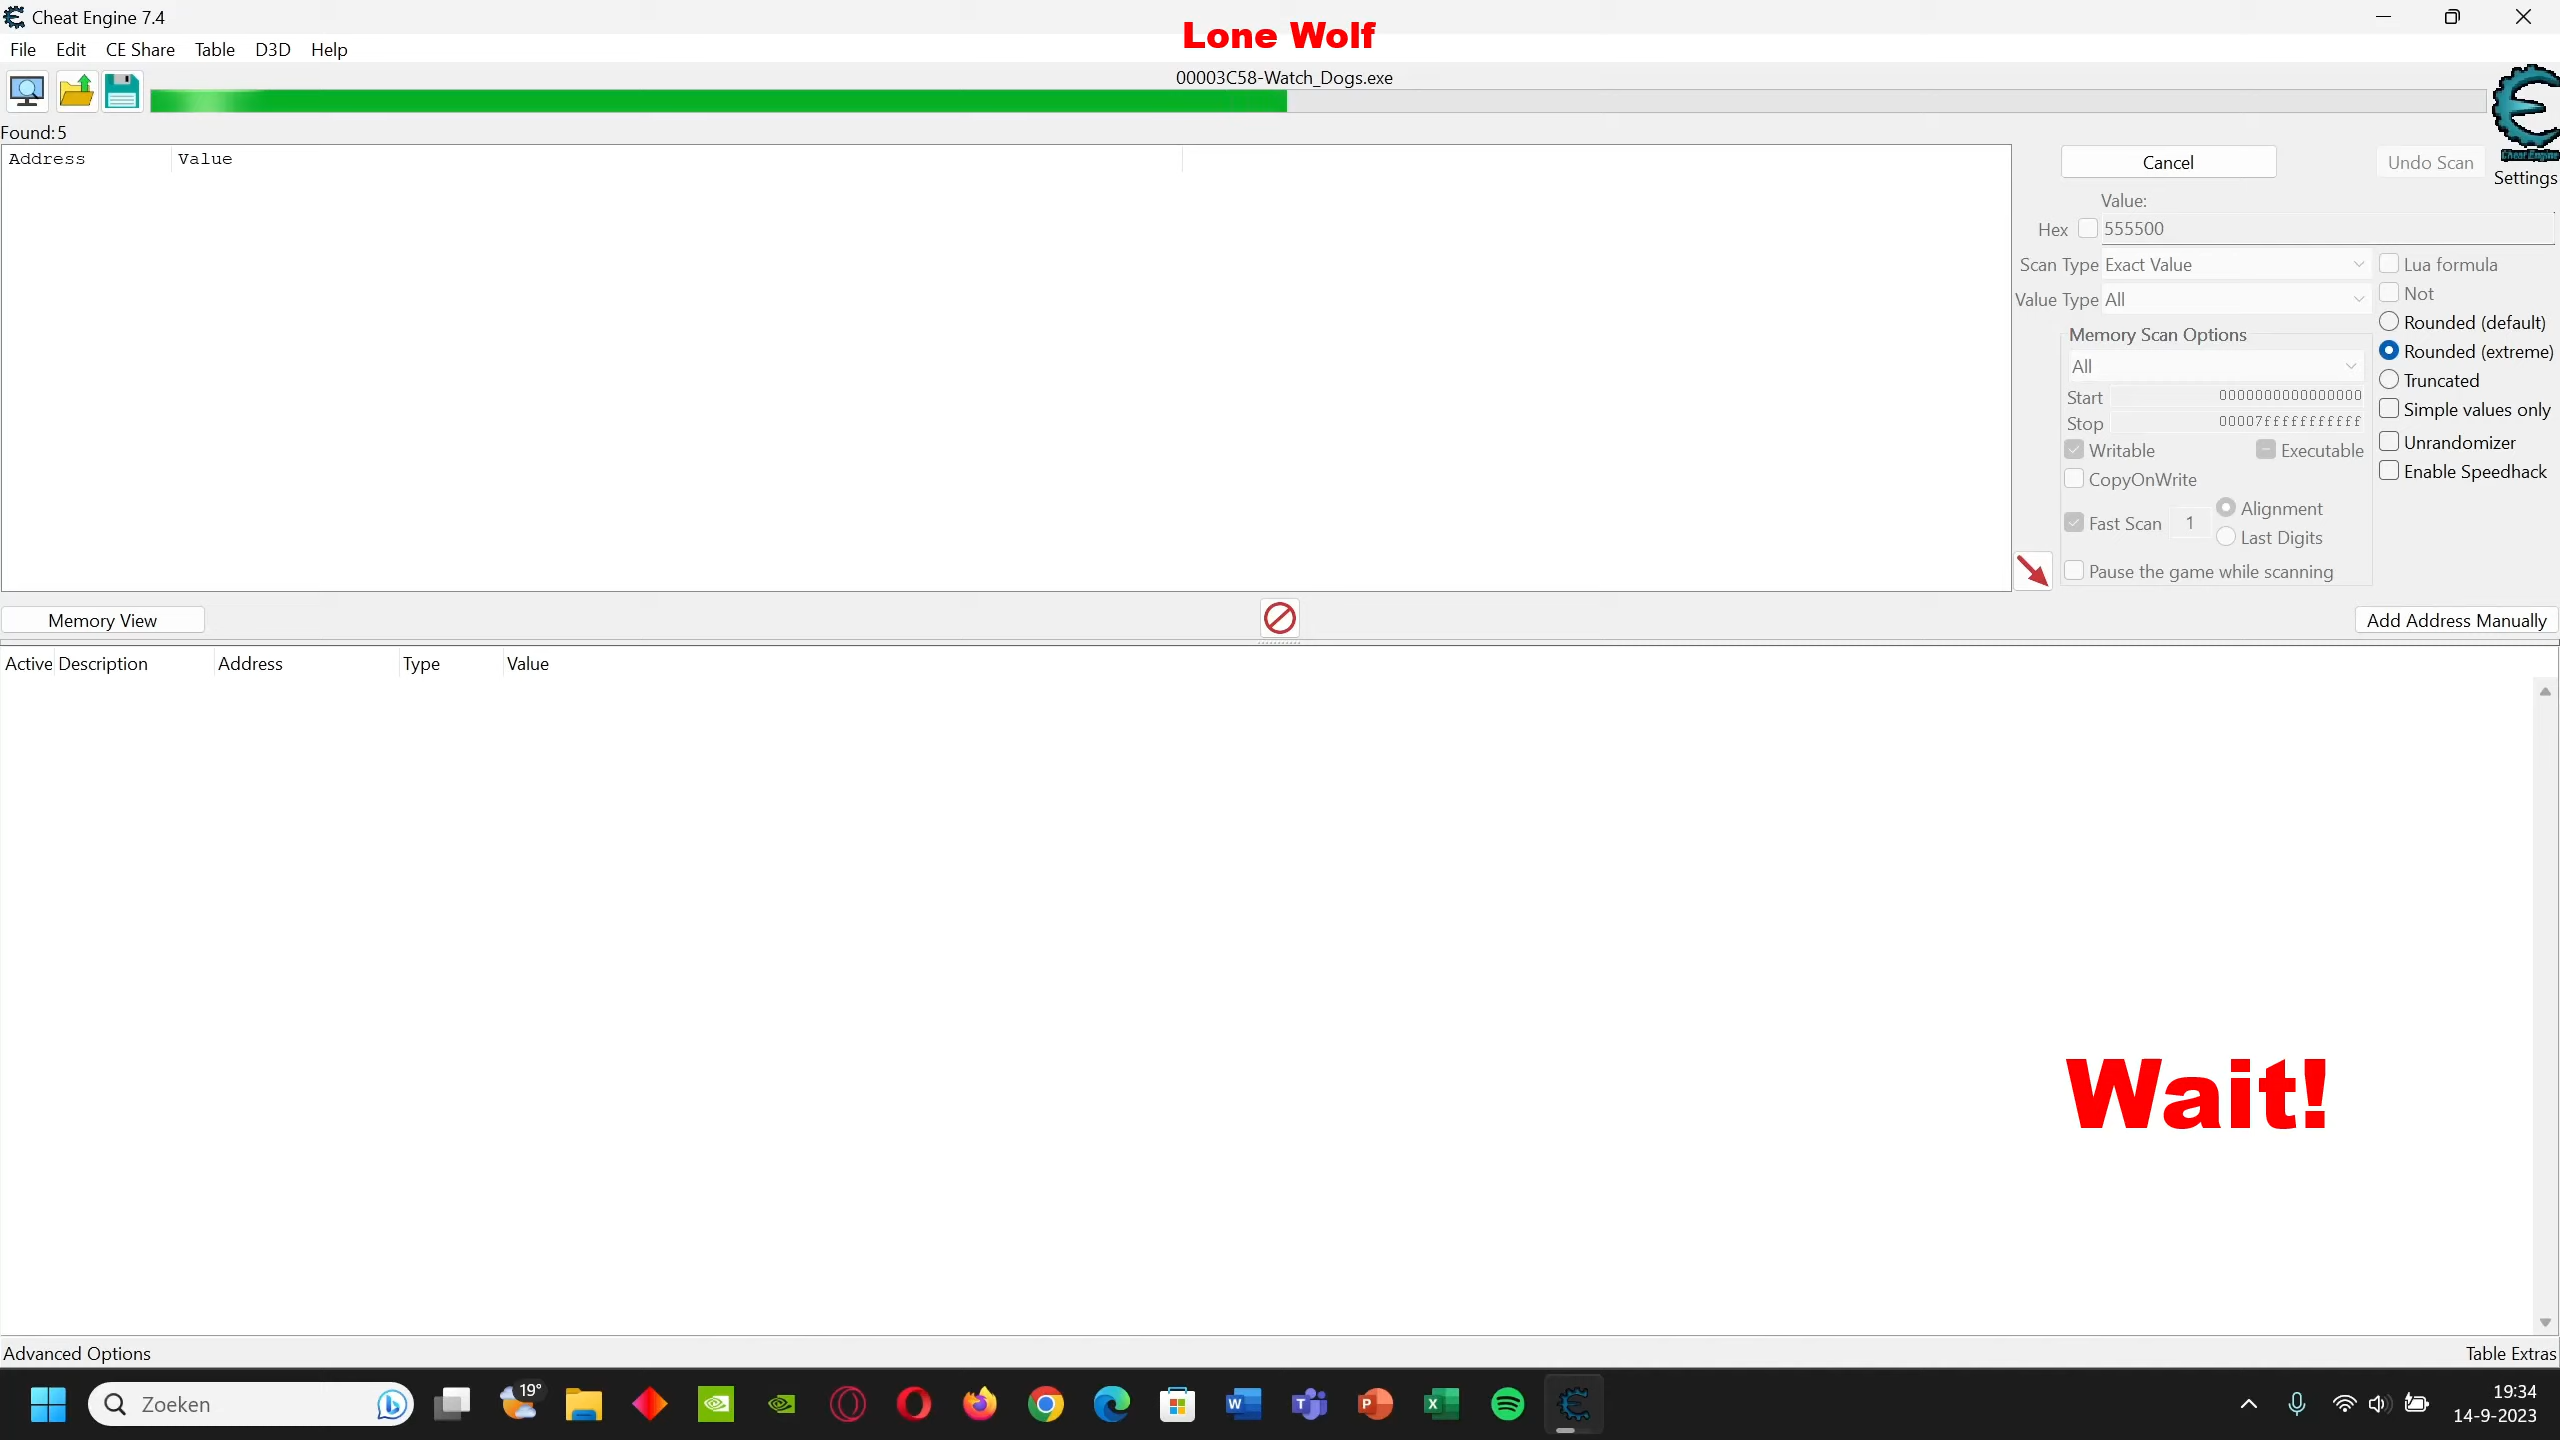 Cheat Engine 7.4
Lone Wolf
File Edit CE Share Table D3D Help
00003C58-Watch_Dogs.exe
Found:5
Address Value
Cancel Undo Scan
Cheat Engine
Settings
Value:
Hex 555500
Scan Type Exact Value Lua formula
Not
Value Type All
Rounded (default)
Memory Scan Options
Rounded (extreme)
All
Truncated
Start 0000000000000000
Simple values only
Stop 00007fffffffffff
Unrandomizer
Writable Executable
Enable Speedhack
CopyOnWrite
Alignment
Fast Scan 1
Last Digits
Pause the game while scanning
Memory View Add Address Manually
Active Description Address Type Value
Wait!
Advanced Options Table Extras
Zoeken
19°
19:34
14-9-2023